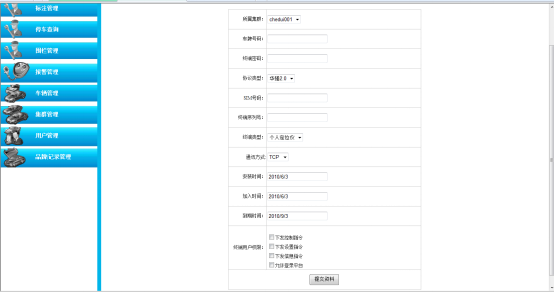 标注管理
停车查询
围栏管理
报警管理
车辆管理
集群管理
用户管理
品牌记录管理
所属集群: chedui001
车牌号码:
终端密码:
协议类型: 华强2.0
SIM号码:
终端序列号:
终端类型: 个人定位仪
通讯方式: TCP
安装时间: 2010/6/3
加入时间: 2010/6/3
到期时间: 2010/9/3
终端用户权限:
下发控制指令
下发设置指令
下发信息指令
允许登录平台
提交资料